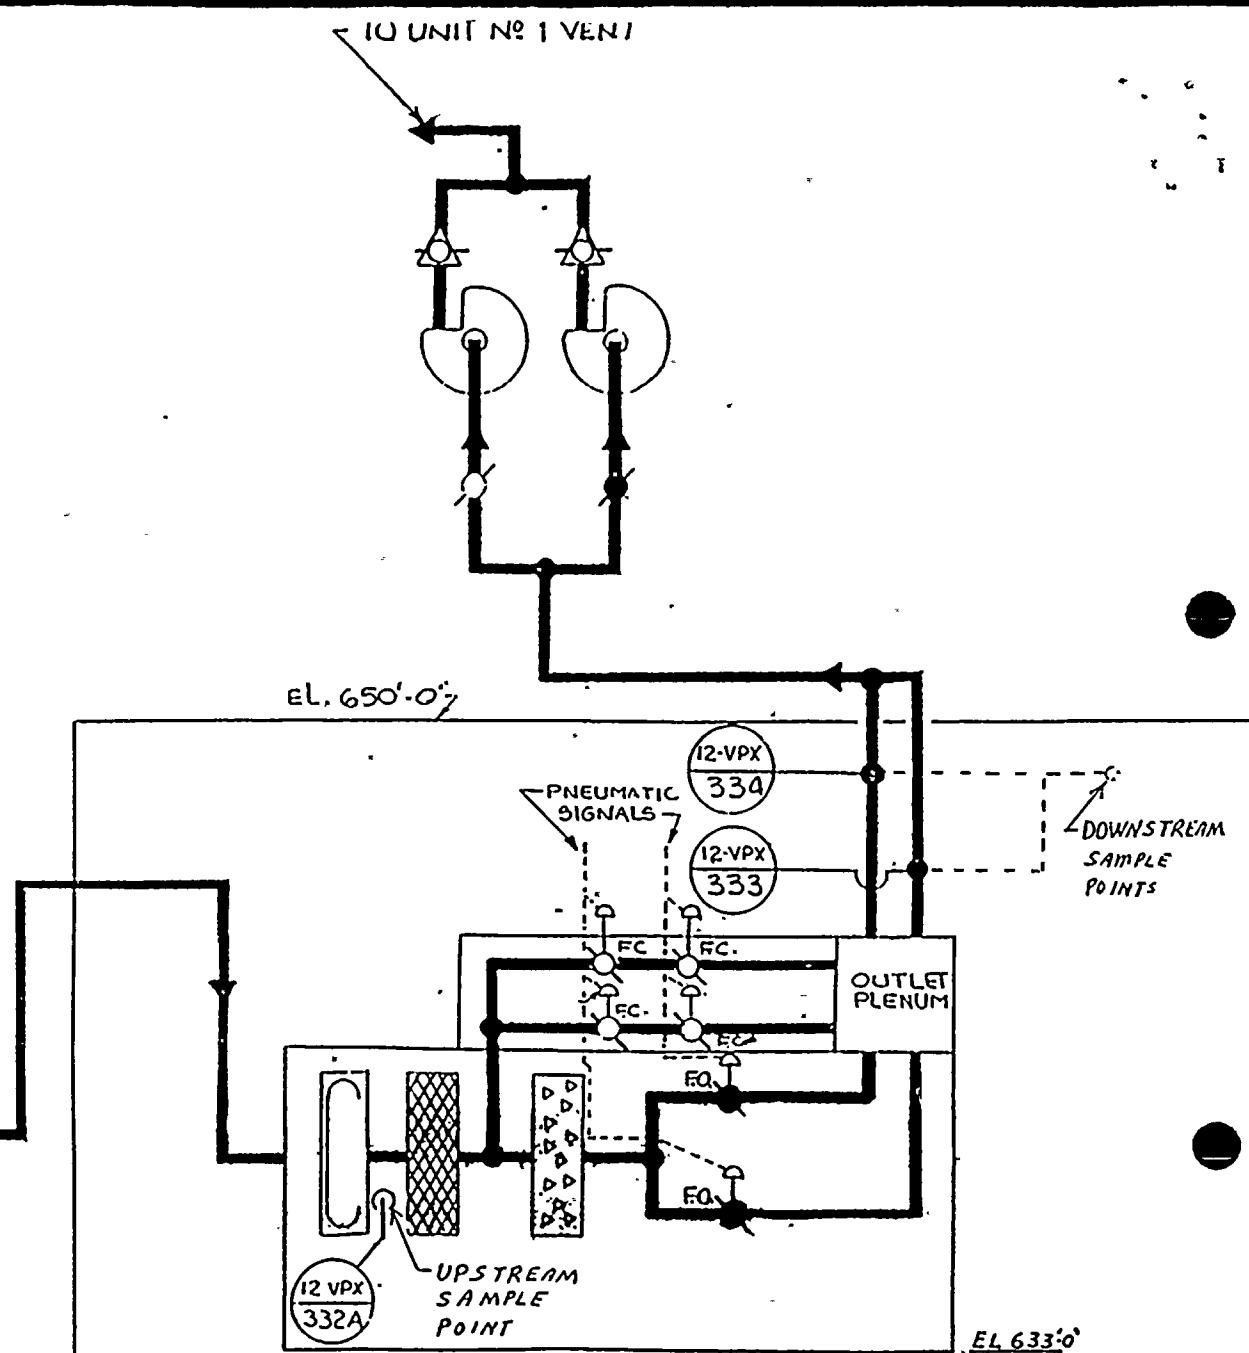 TO UNIT Nº 1 VENT
EL. 650'-0"
12-VPX
334
PNEUMATIC
SIGNALS
DOWNSTREAM
SAMPLE
POINTS
12-VPX
333
F.C
F.C.
F.C.
F.C.
OUTLET
PLENUM
F.O.
F.O.
UPSTREAM
SAMPLE
POINT
12 VPX
332A
EL 633'-0"